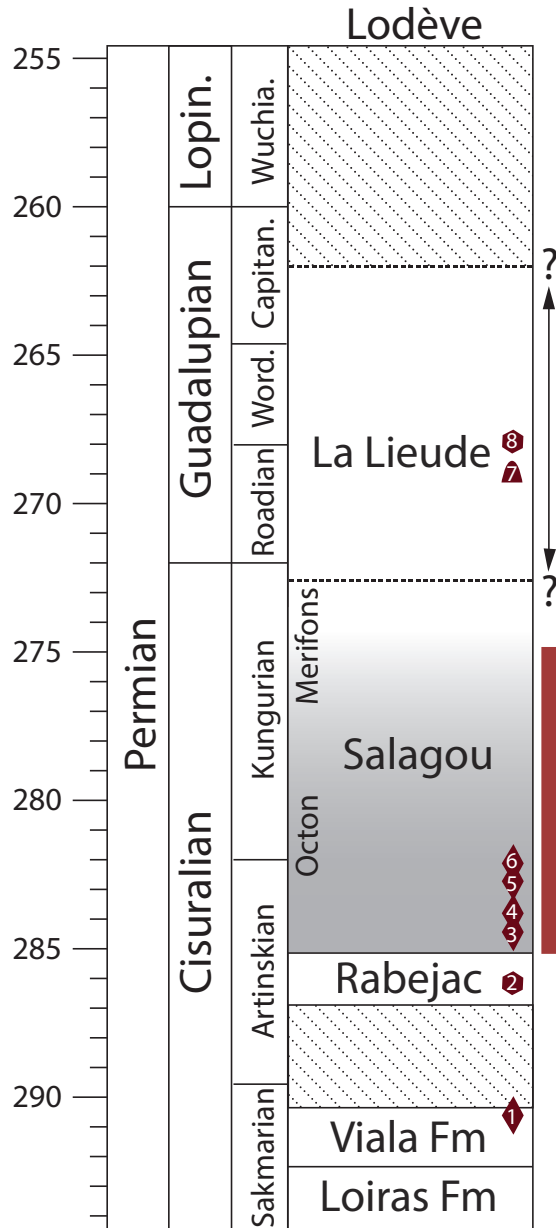 Lodève
255
260
265
270
275
280
285
290
Permian
Lopin.
Guadalupian
Cisuralian
Wuchia.
Capitan.
Word.
Roadian
Kungurian
Artinskian
Sakmarian
?
La Lieude
8
7
?
Merifons
Salagou
Octon
6
5
4
3
Rabejac
2
1
Viala Fm
Loiras Fm